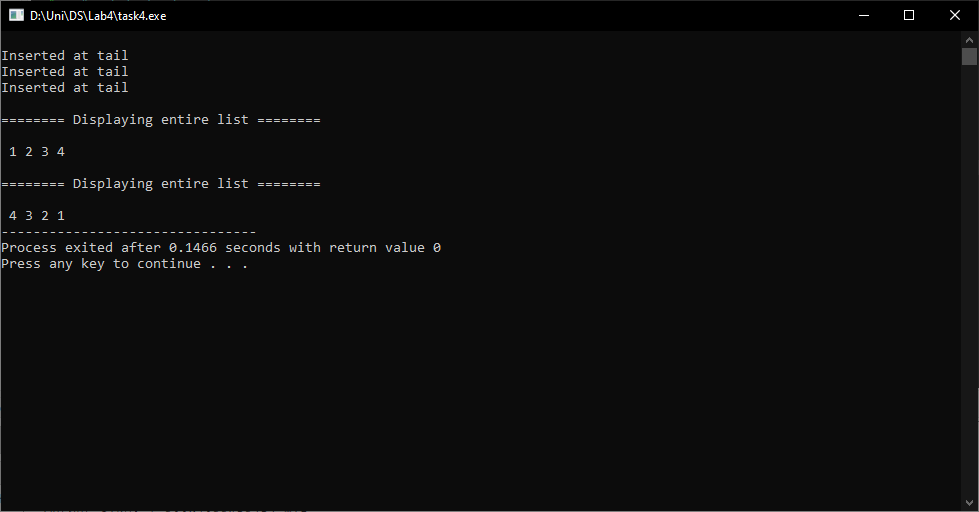 D:\Uni\DS\Lab4\task4.exe
Inserted at tail
Inserted at tail
Inserted at tail
======== Displaying entire list ========
1 2 3 4
======== Displaying entire list ========
4 3 2 1
--------------------------------
Process exited after 0.1466 seconds with return value 0
Press any key to continue . . .